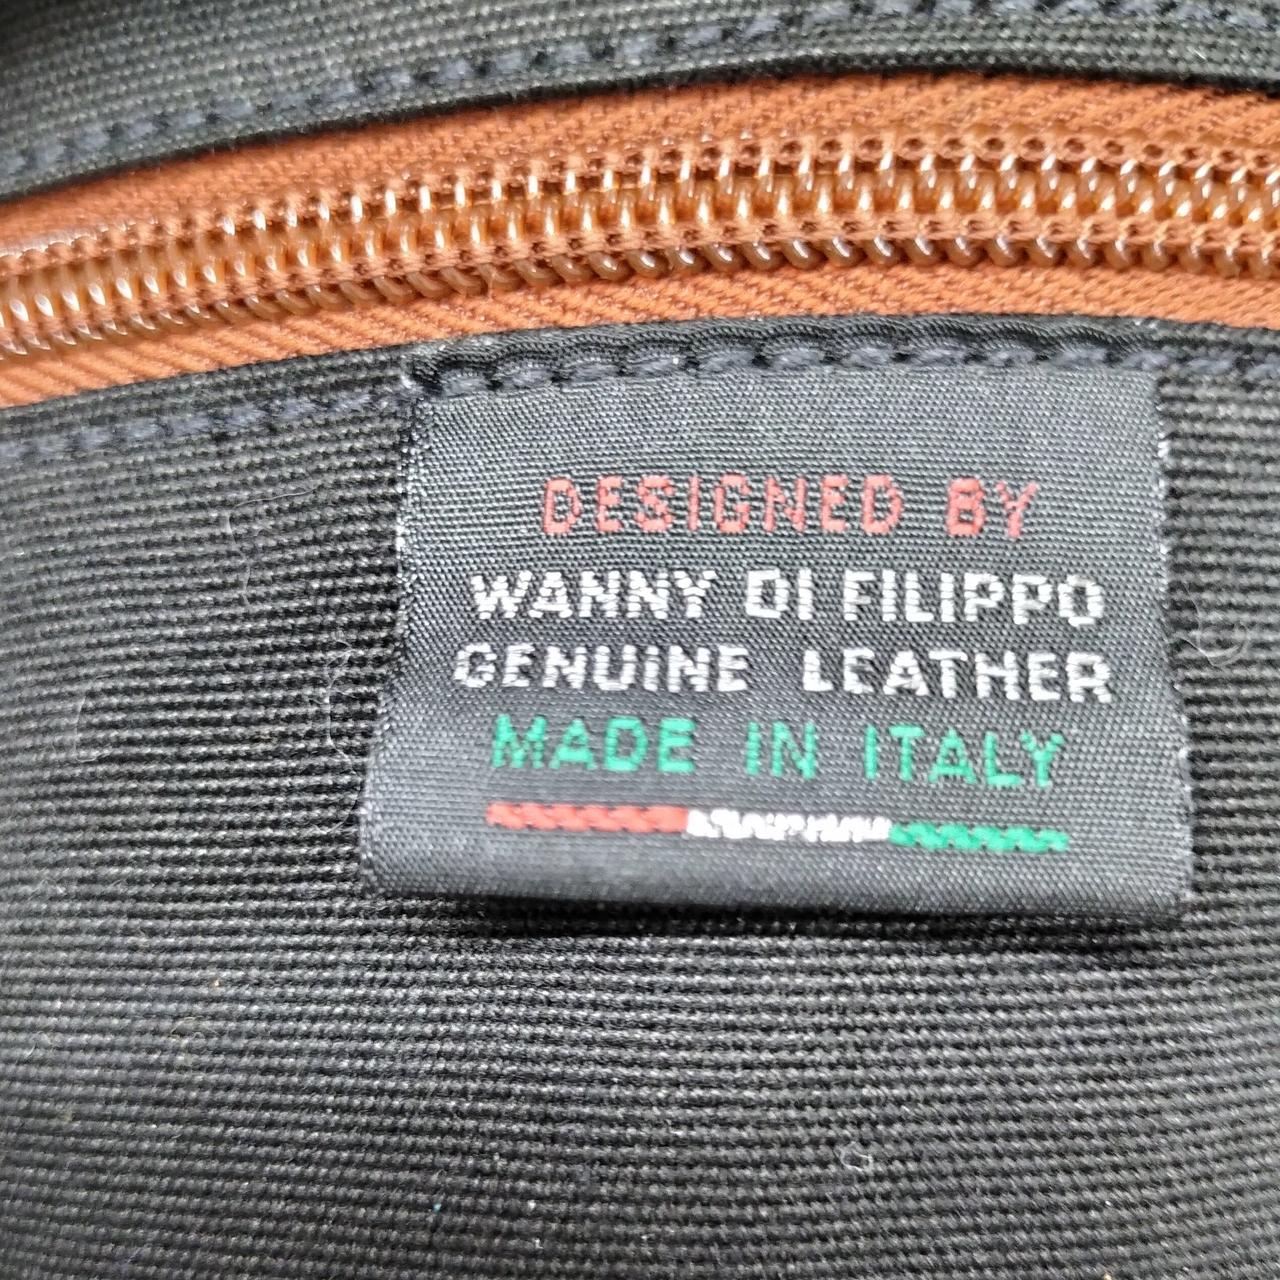 DESIGNED BY
WANNY DI FILIPPO
GENUINE LEATHER
MADE IN ITALY